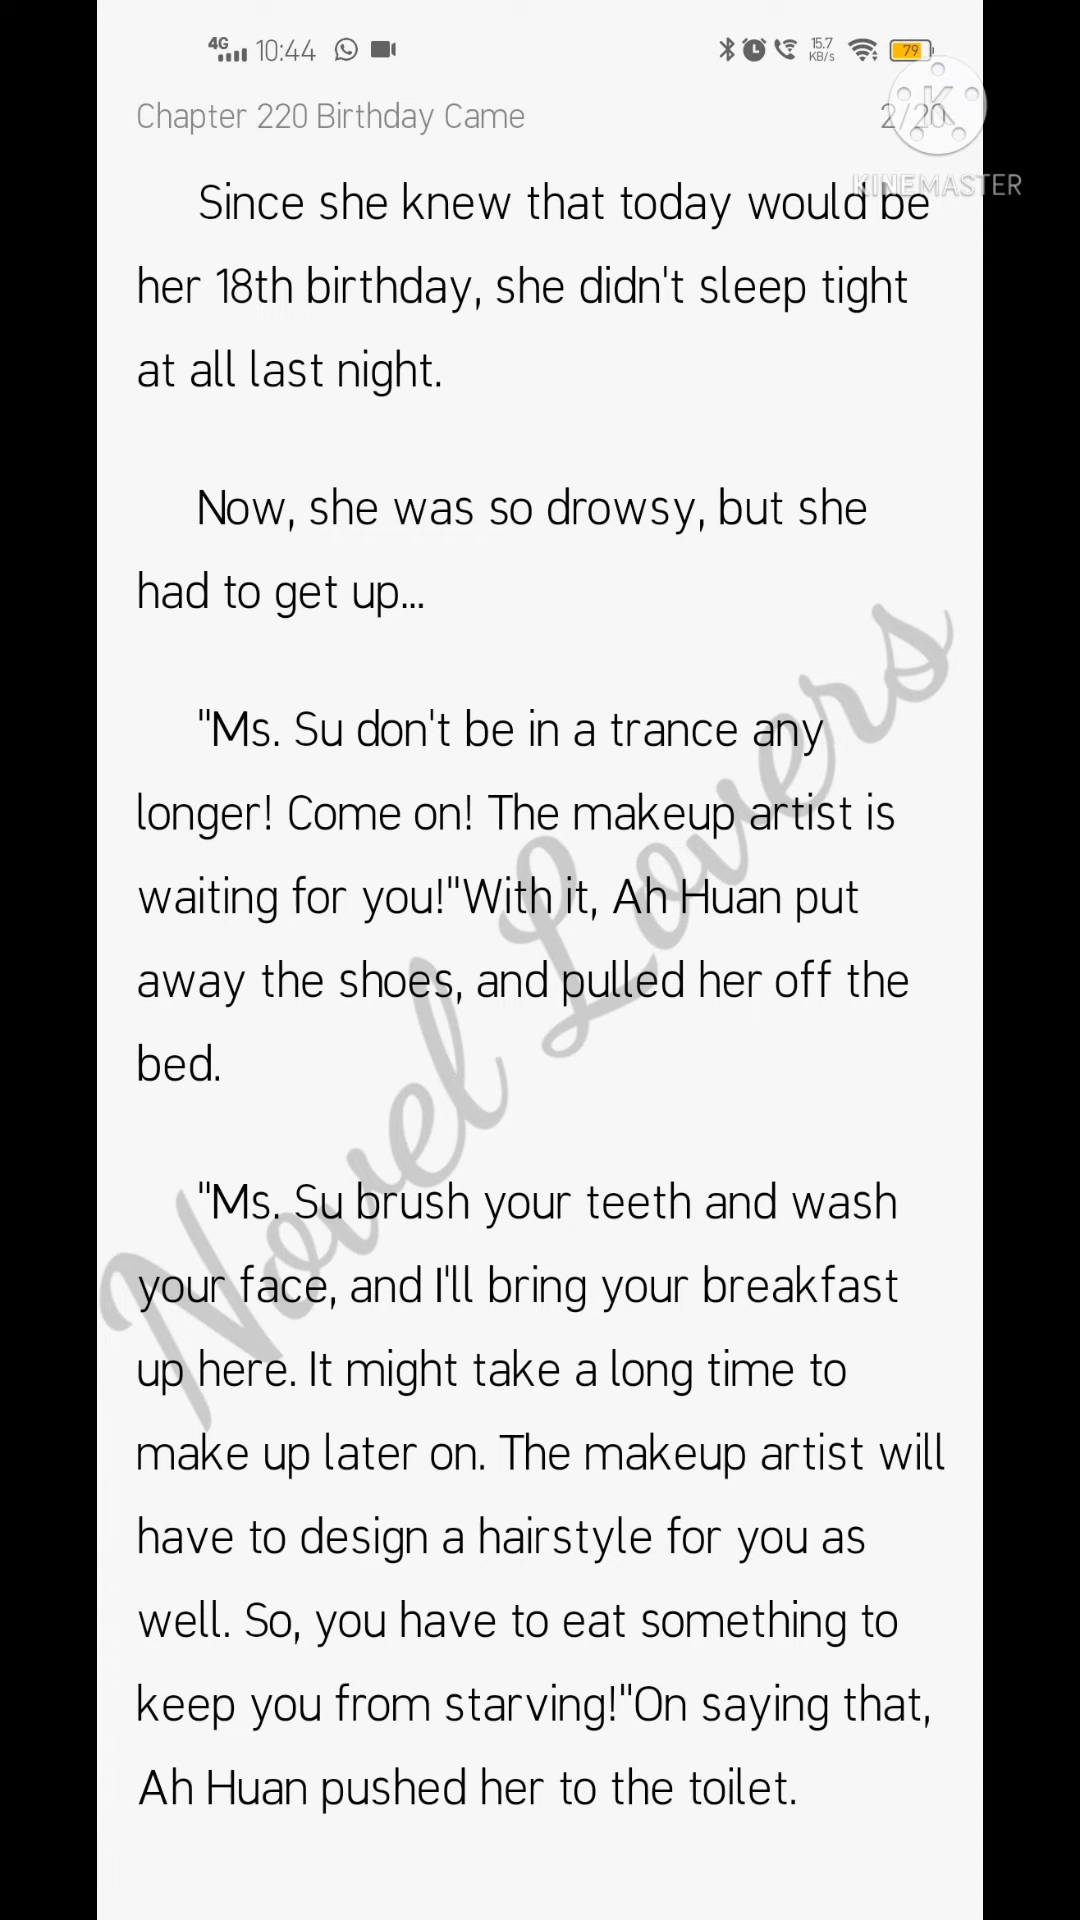 4G 10:44 15.7 KB/s 79
Chapter 220 Birthday Came 2/20
KINEMASTER
Since she knew that today would be
her 18th birthday, she didn't sleep tight
at all last night.
Now, she was so drowsy, but she
had to get up...
"Ms. Su don't be in a trance any
longer! Come on! The makeup artist is
waiting for you!"With it, Ah Huan put
away the shoes, and pulled her off the
bed.
"Ms. Su brush your teeth and wash
your face, and I'll bring your breakfast
up here. It might take a long time to
make up later on. The makeup artist will
have to design a hairstyle for you as
well. So, you have to eat something to
keep you from starving!"On saying that,
Ah Huan pushed her to the toilet.
Novel Lovers